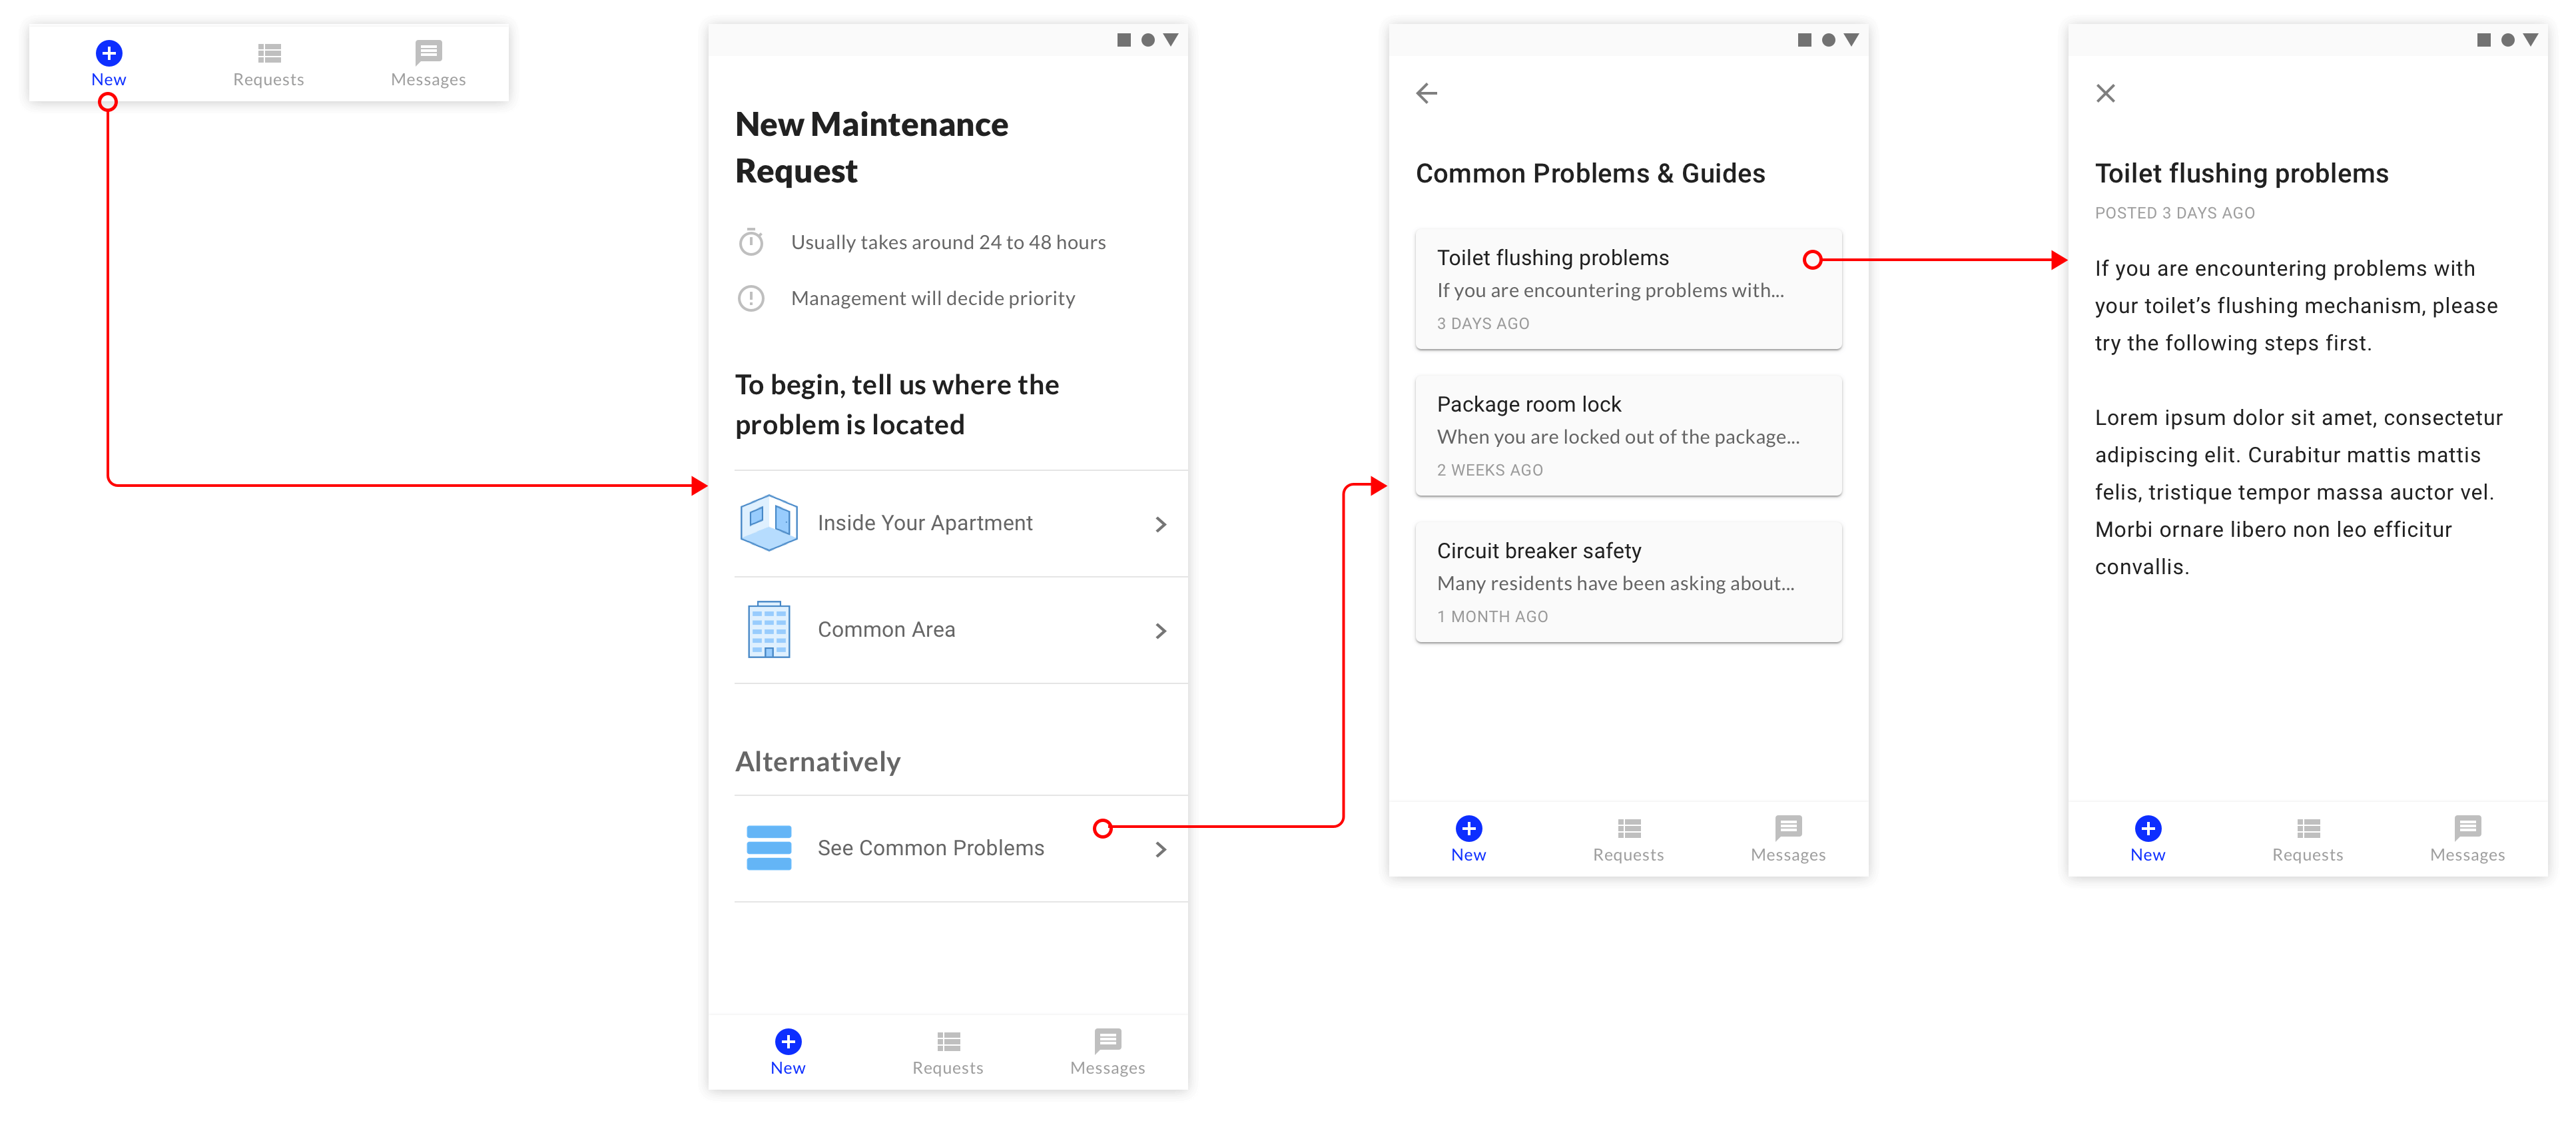 New
Requests
Messages
New Maintenance
Request
Usually takes around 24 to 48 hours
Management will decide priority
To begin, tell us where the
problem is located
Inside Your Apartment
Common Area
Alternatively
See Common Problems
New
Requests
Messages
Common Problems & Guides
Toilet flushing problems
If you are encountering problems with...
3 DAYS AGO
Package room lock
When you are locked out of the package...
2 WEEKS AGO
Circuit breaker safety
Many residents have been asking about...
1 MONTH AGO
New
Requests
Messages
Toilet flushing problems
POSTED 3 DAYS AGO
If you are encountering problems with
your toilet’s flushing mechanism, please
try the following steps first.
Lorem ipsum dolor sit amet, consectetur
adipiscing elit. Curabitur mattis mattis
felis, tristique tempor massa auctor vel.
Morbi ornare libero non leo efficitur
convallis.
New
Requests
Messages